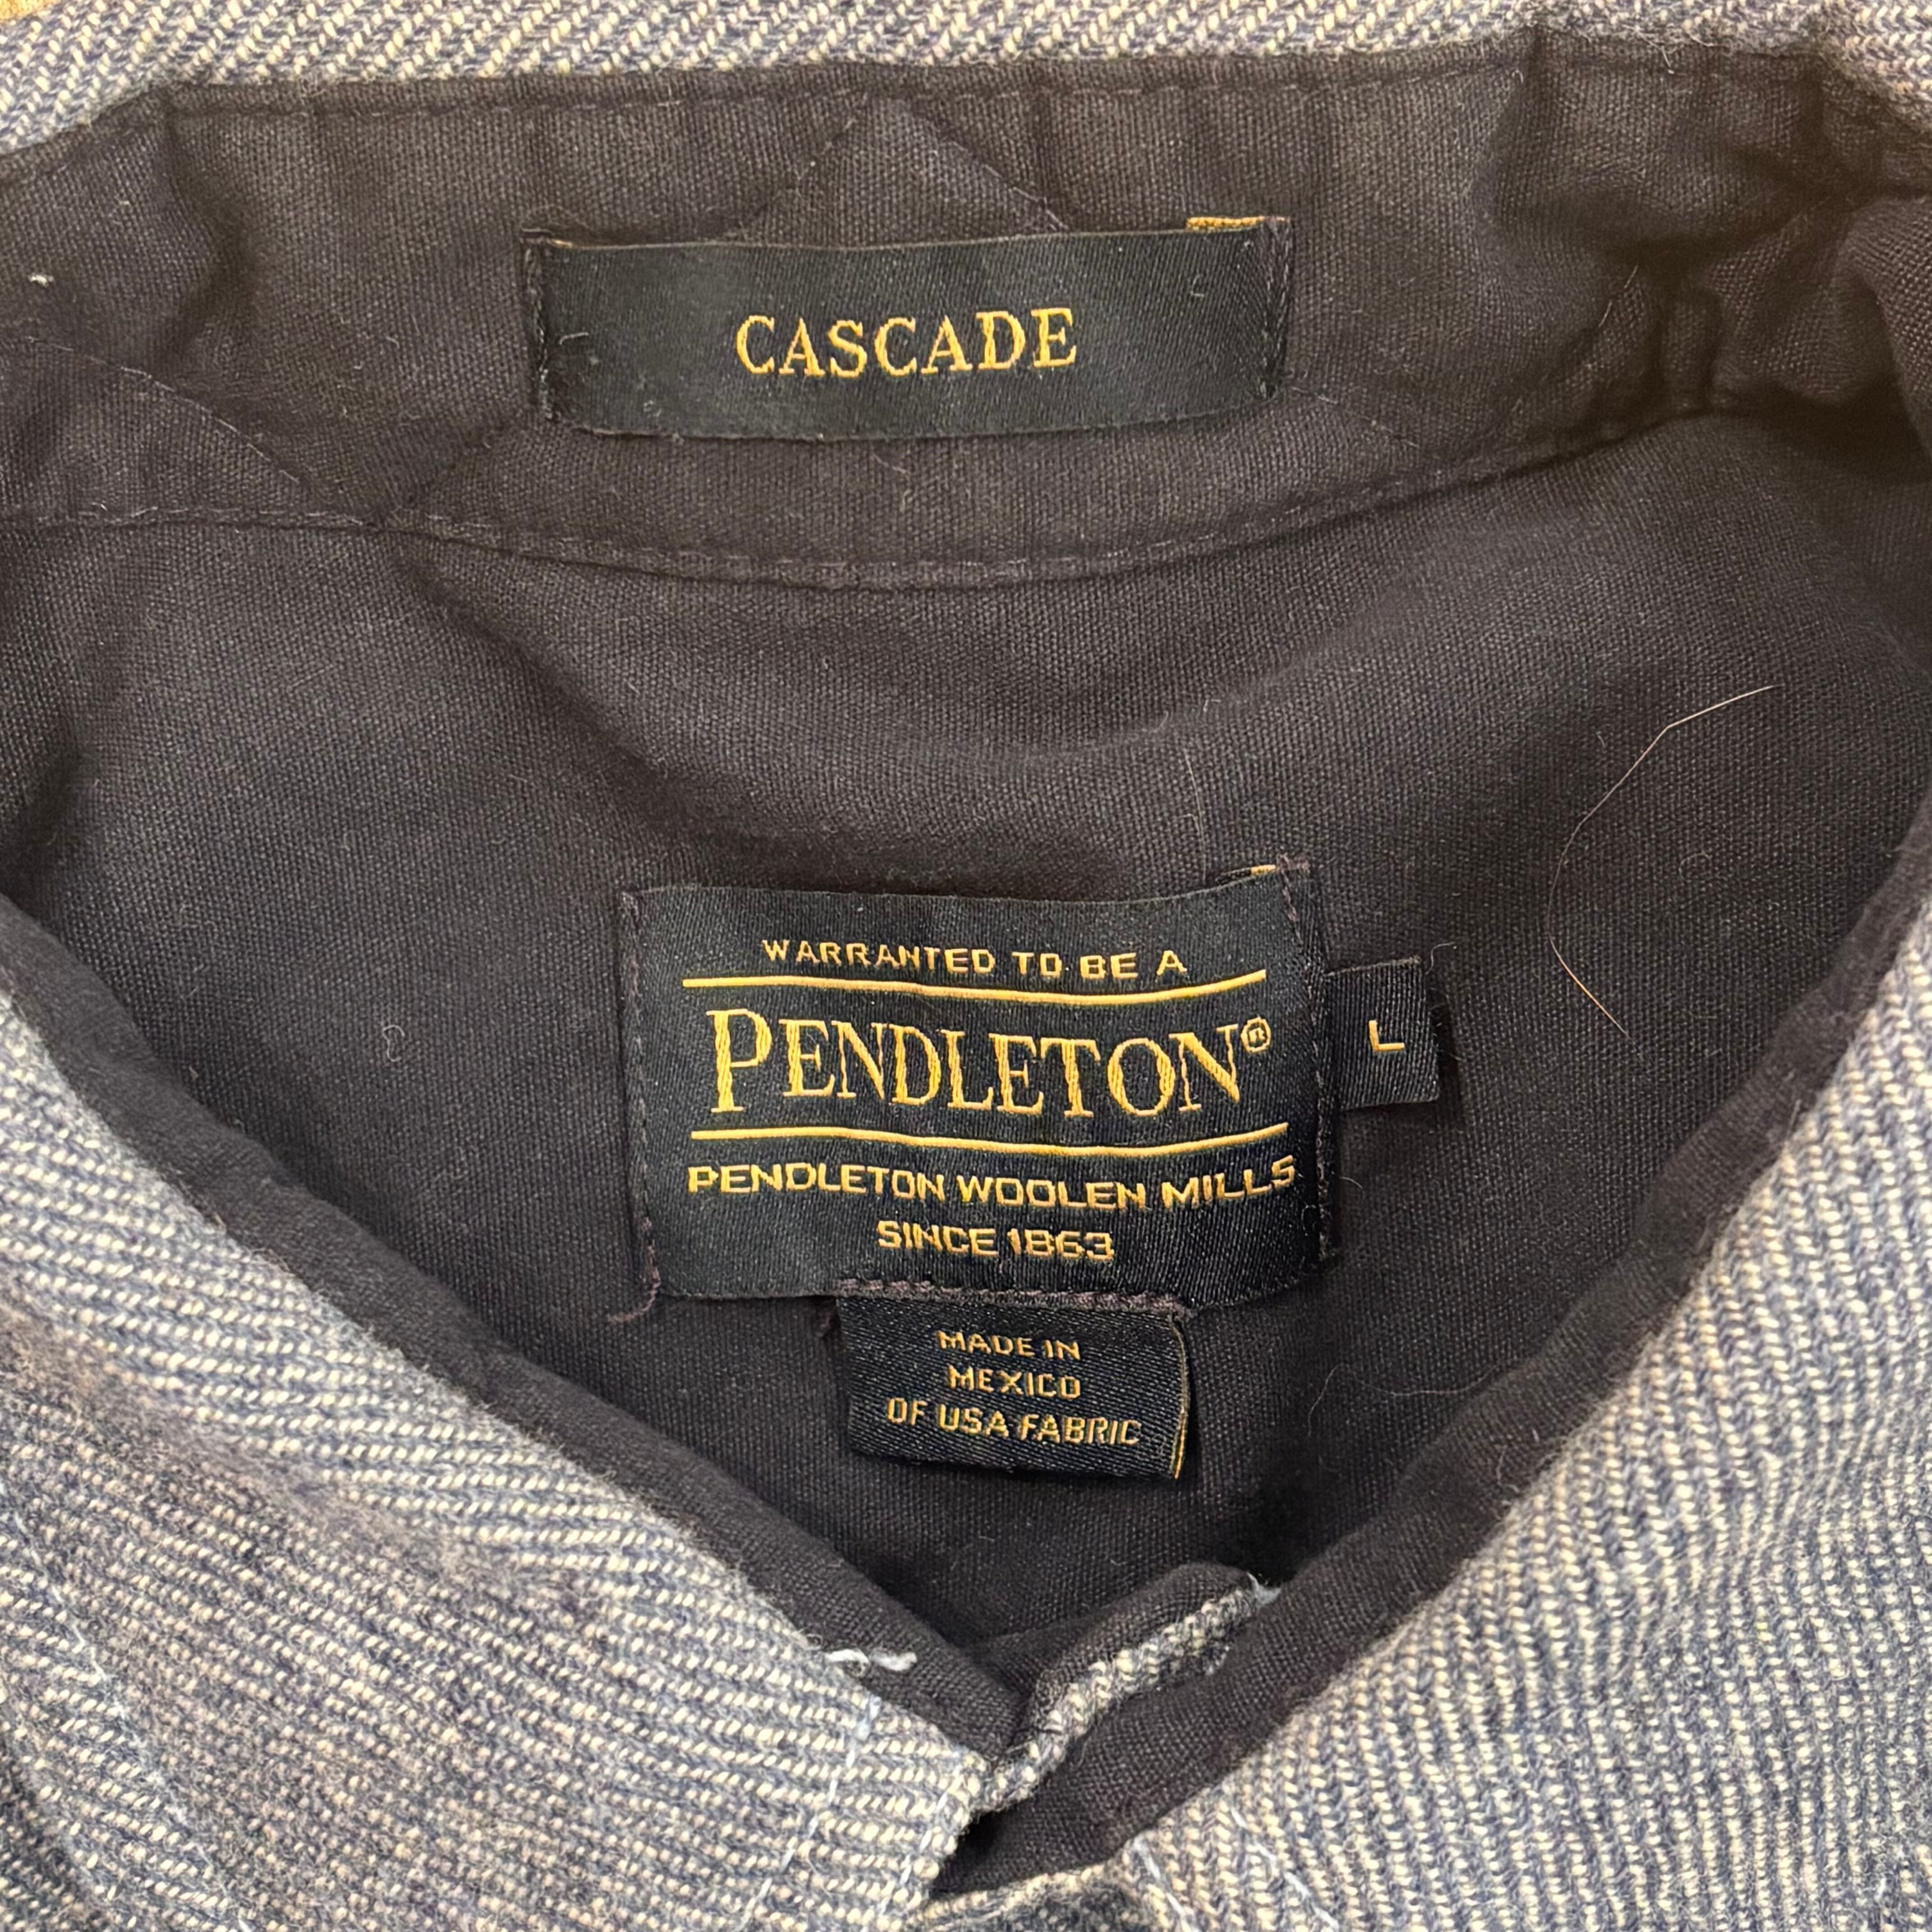 CASCADE
WARRANTED TO BE A
PENDLETON®
L
PENDLETON WOOLEN MILLS
SINCE 1863
MADE IN
MEXICO
OF USA FABRIC